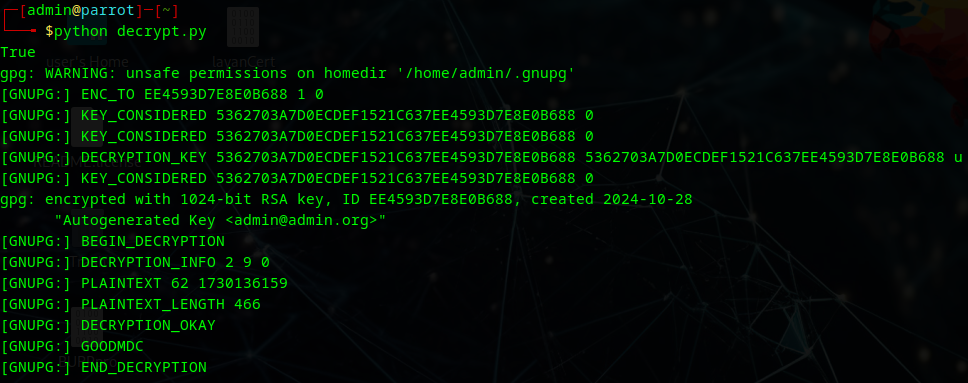 ┌─[admin@parrot]─[~]
└──╼ $python decrypt.py
True
user's Home
layanCert
gpg: WARNING: unsafe permissions on homedir '/home/admin/.gnupg'
[GNUPG:] ENC_TO EE4593D7E8E0B688 1 0
[GNUPG:] KEY_CONSIDERED 5362703A7D0ECDEF1521C637EE4593D7E8E0B688 0
[GNUPG:] KEY_CONSIDERED 5362703A7D0ECDEF1521C637EE4593D7E8E0B688 0
[GNUPG:] DECRYPTION_KEY 5362703A7D0ECDEF1521C637EE4593D7E8E0B688 5362703A7D0ECDEF1521C637EE4593D7E8E0B688 u
[GNUPG:] KEY_CONSIDERED 5362703A7D0ECDEF1521C637EE4593D7E8E0B688 0
gpg: encrypted with 1024-bit RSA key, ID EE4593D7E8E0B688, created 2024-10-28
"Autogenerated Key <admin@admin.org>"
[GNUPG:] BEGIN_DECRYPTION
[GNUPG:] DECRYPTION_INFO 2 9 0
[GNUPG:] PLAINTEXT 62 1730136159
[GNUPG:] PLAINTEXT_LENGTH 466
[GNUPG:] DECRYPTION_OKAY
[GNUPG:] GOODMDC
[GNUPG:] END_DECRYPTION